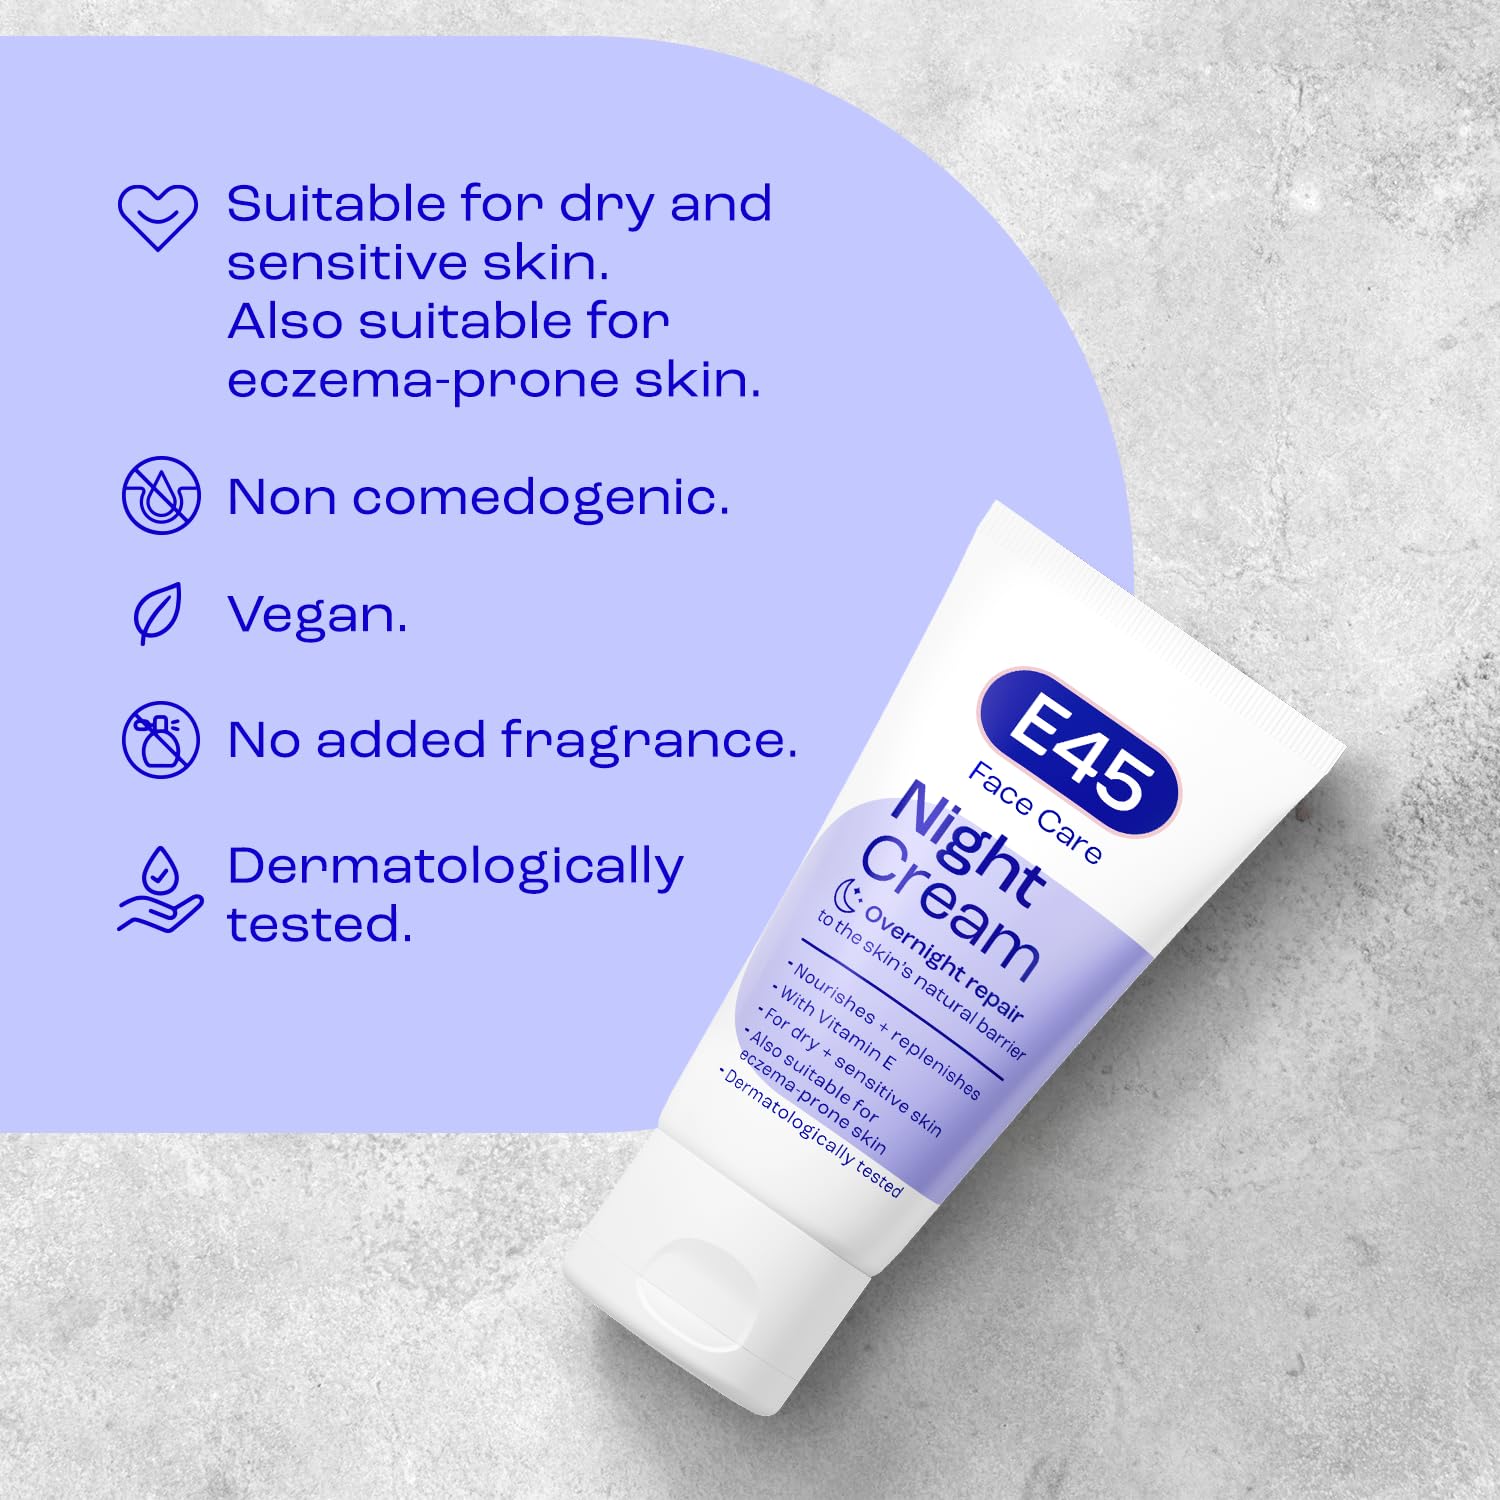 Suitable for dry and
sensitive skin.
Also suitable for
eczema-prone skin.
Non comedogenic.
Vegan.
No added fragrance.
Dermatologically
tested.
E45
Face Care
Night
Cream
Overnight repair
to the skin's natural barrier
• Nourishes + replenishes
• With Vitamin E
• For dry + sensitive skin
• Also suitable for
eczema-prone skin
• Dermatologically tested